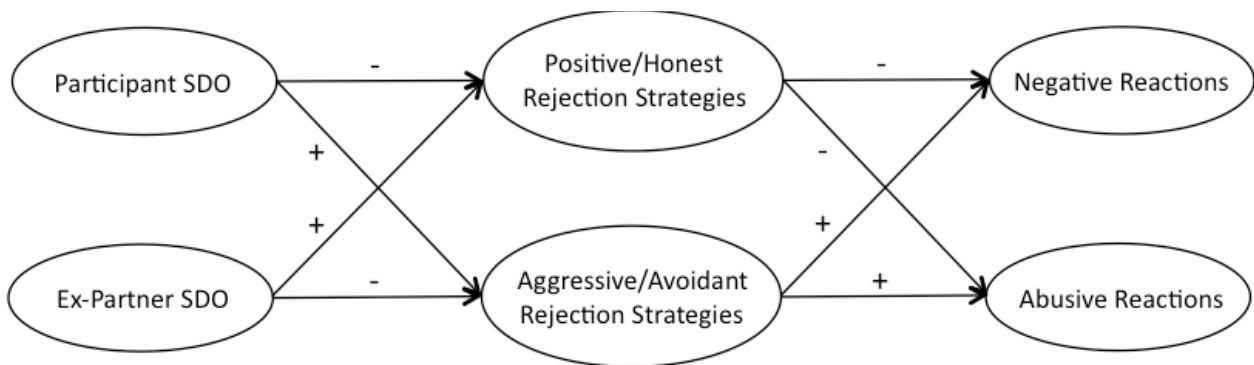 Participant SDO
-
Positive/Honest
Rejection Strategies
-
Negative Reactions
+
-
+
+
Ex-Partner SDO
-
Aggressive/Avoidant
Rejection Strategies
+
Abusive Reactions